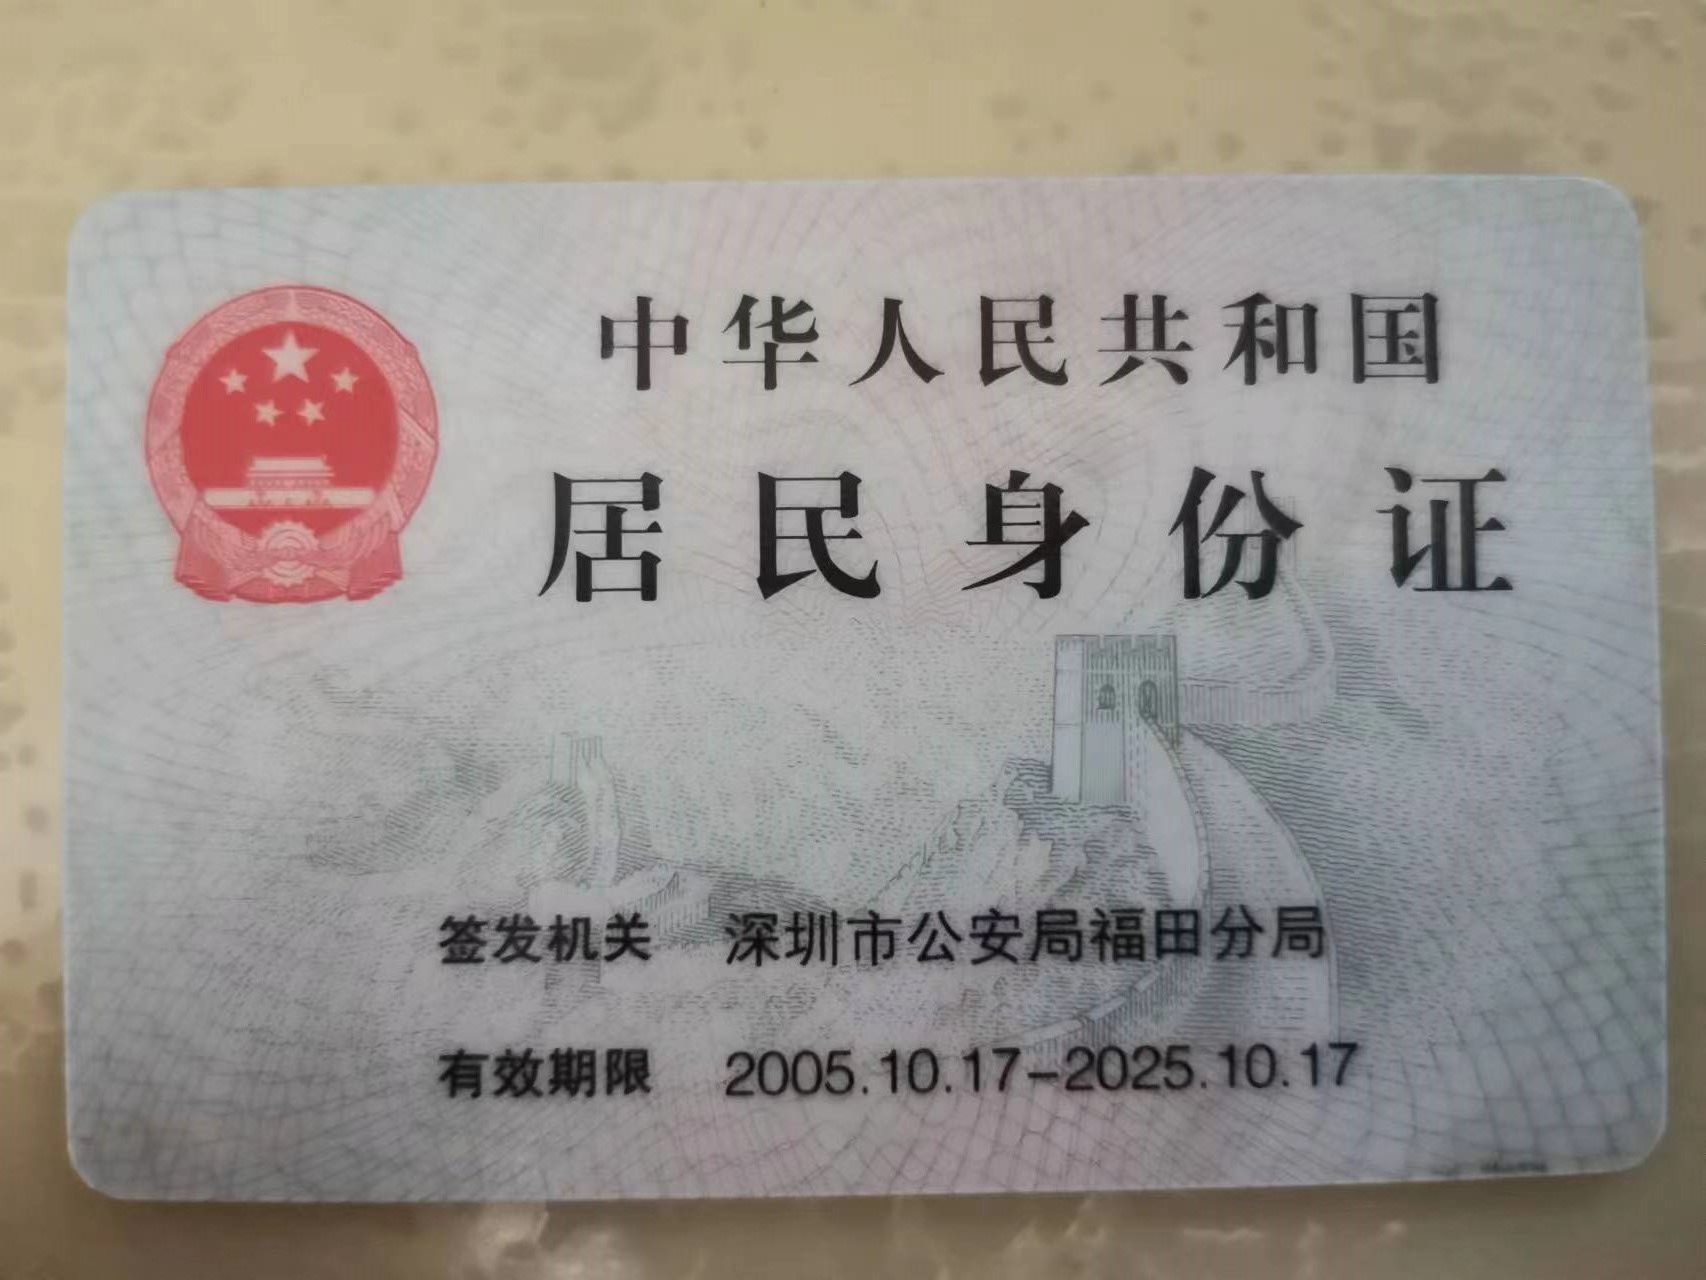 中华人民共和国
居民身份证
签发机关 深圳市公安局福田分局
有效期限 2005.10.17-2025.10.17